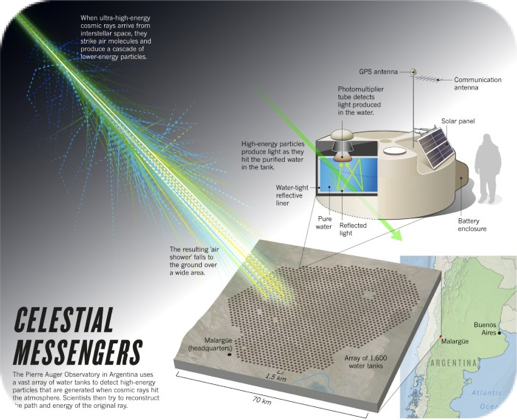 When ultra-high-energy
cosmic rays arrive from
interstellar space, they
strike air molecules and
produce a cascade of
lower-energy particles.
GPS antenna
Communication
antenna
Photomultiplier
tube detects
light produced
in the water.
Solar panel
High-energy particles
produce light as they
hit the purified water
in the tank.
Water-tight
reflective
liner
Pure
water
Reflected
light
Battery
enclosure
The resulting ‘air
shower’ falls to
the ground over
a wide area.
CELESTIAL
MESSENGERS
The Pierre Auger Observatory in Argentina uses
a vast array of water tanks to detect high-energy
particles that are generated when cosmic rays hit
the atmosphere. Scientists then try to reconstruct
the path and energy of the original ray.
Malargüe
(headquarters)
Array of 1,600
water tanks
1.5 km
70 km
Buenos
Aires
Malargüe
ARGENTINA
Atlantic